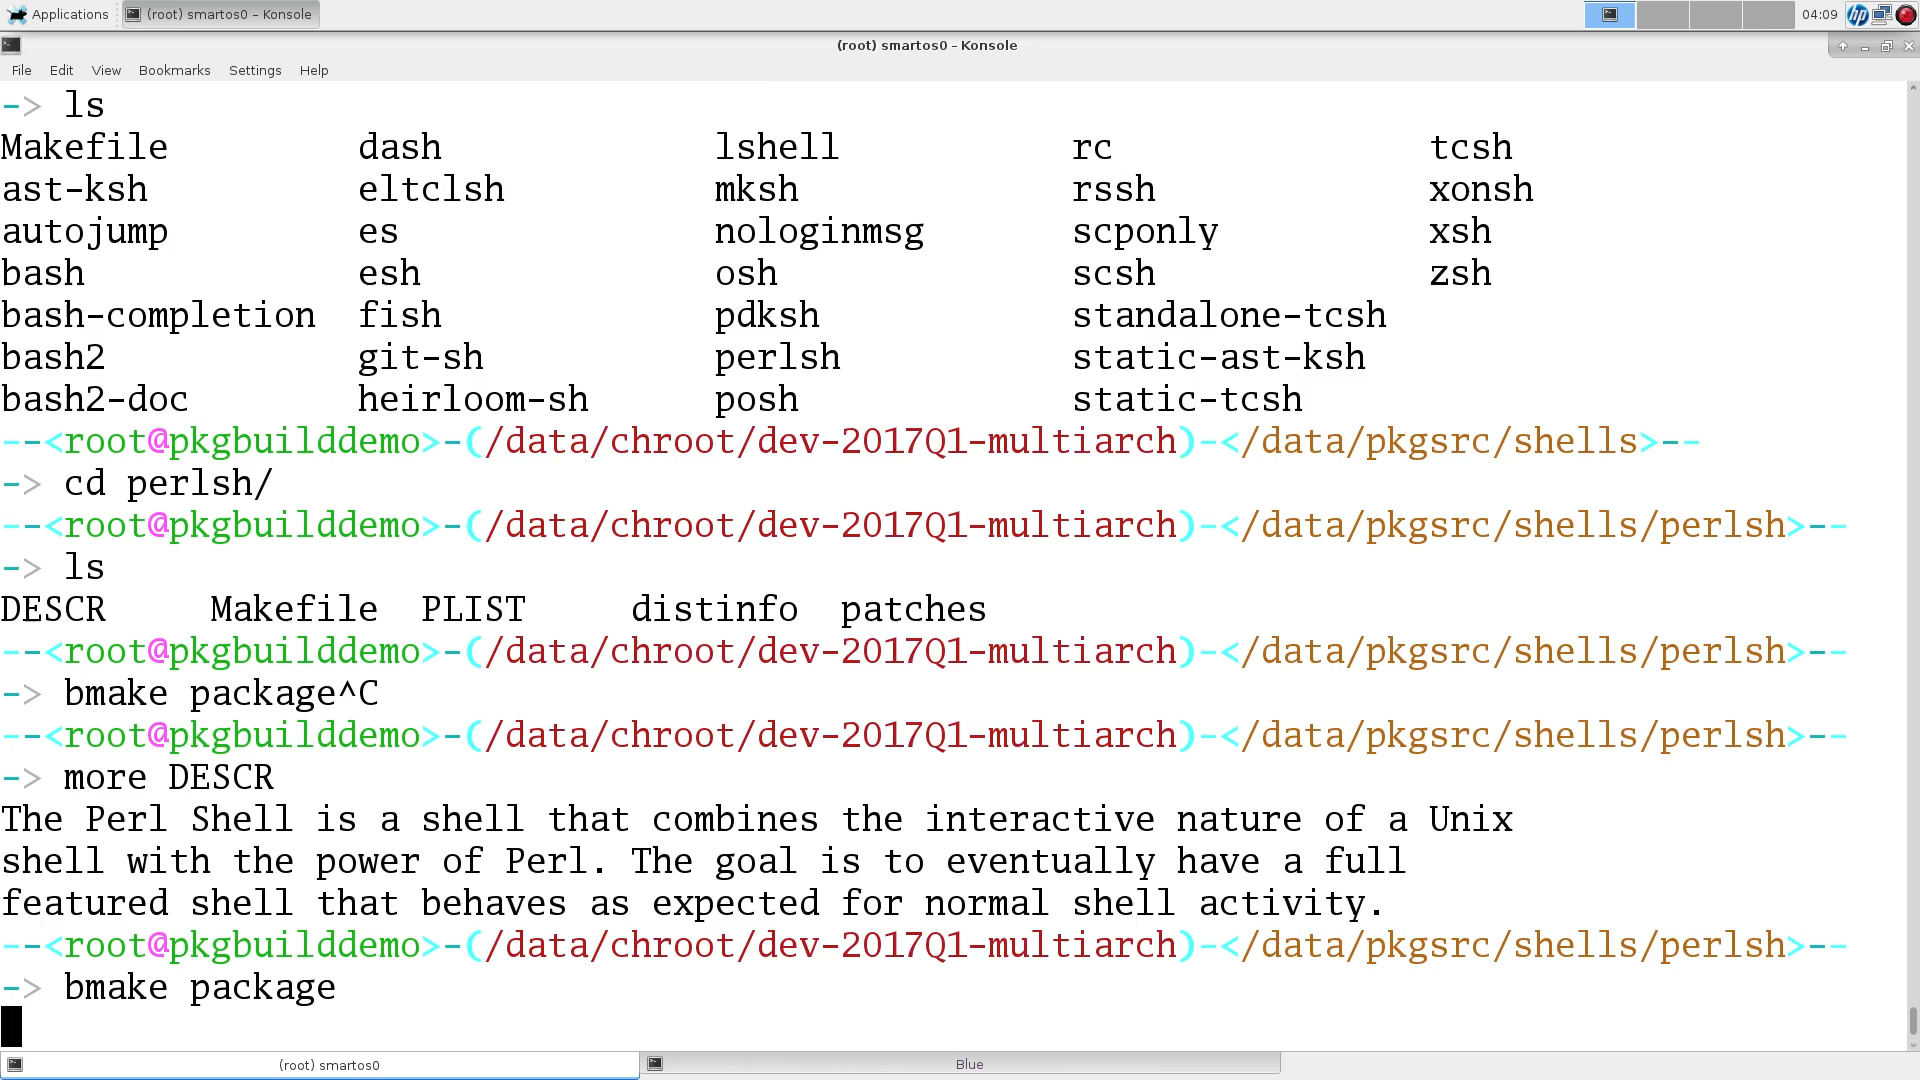 Applications (root) smartos0 – Konsole 04:09 hp
(root) smartos0 – Konsole
File Edit View Bookmarks Settings Help
-> ls
Makefile dash lshell rc tcsh
ast-ksh eltclsh mksh rssh xonsh
autojump es nologinmsg scponly xsh
bash esh osh scsh zsh
bash-completion fish pdksh standalone-tcsh
bash2 git-sh perlsh static-ast-ksh
bash2-doc heirloom-sh posh static-tcsh
--<root@pkgbuilddemo>-(/data/chroot/dev-2017Q1-multiarch)-</data/pkgsrc/shells>--
-> cd perlsh/
--<root@pkgbuilddemo>-(/data/chroot/dev-2017Q1-multiarch)-</data/pkgsrc/shells/perlsh>--
-> ls
DESCR Makefile PLIST distinfo patches
--<root@pkgbuilddemo>-(/data/chroot/dev-2017Q1-multiarch)-</data/pkgsrc/shells/perlsh>--
-> bmake package^C
--<root@pkgbuilddemo>-(/data/chroot/dev-2017Q1-multiarch)-</data/pkgsrc/shells/perlsh>--
-> more DESCR
The Perl Shell is a shell that combines the interactive nature of a Unix
shell with the power of Perl. The goal is to eventually have a full
featured shell that behaves as expected for normal shell activity.
--<root@pkgbuilddemo>-(/data/chroot/dev-2017Q1-multiarch)-</data/pkgsrc/shells/perlsh>--
-> bmake package
(root) smartos0 Blue